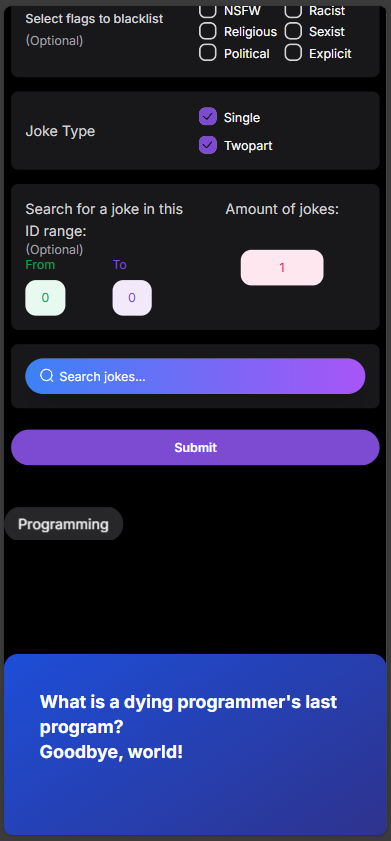 Select flags to blacklist
(Optional)
NSFW
Racist
Religious
Sexist
Political
Explicit
Joke Type
Single
Twopart
Search for a joke in this
ID range:
(Optional)
From
To
0
0
Amount of jokes:
1
Search jokes...
Submit
Programming
What is a dying programmer's last
program?
Goodbye, world!